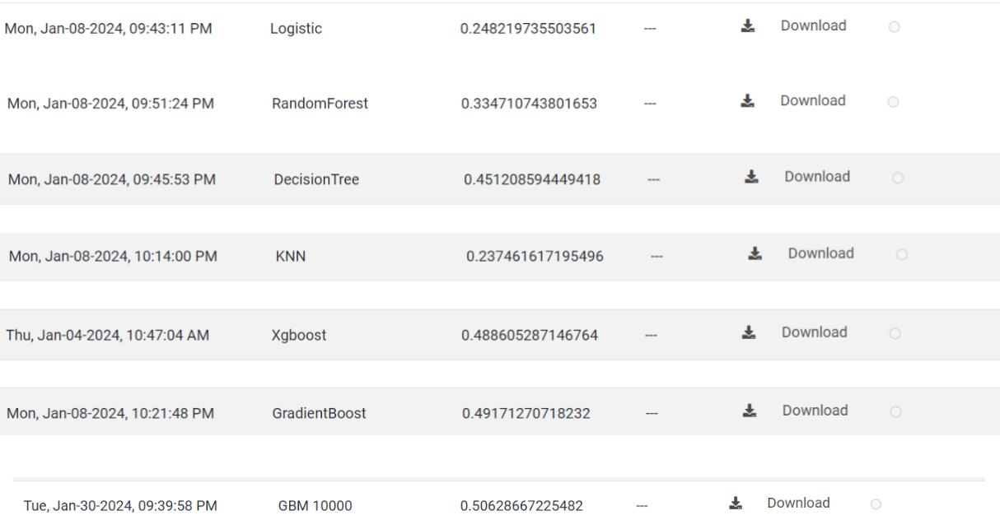 Mon, Jan-08-2024, 09:43:11 PM Logistic 0.248219735503561 --- Download
Mon, Jan-08-2024, 09:51:24 PM RandomForest 0.334710743801653 --- Download
Mon, Jan-08-2024, 09:45:53 PM DecisionTree 0.451208594449418 --- Download
Mon, Jan-08-2024, 10:14:00 PM KNN 0.237461617195496 --- Download
Thu, Jan-04-2024, 10:47:04 AM Xgboost 0.488605287146764 --- Download
Mon, Jan-08-2024, 10:21:48 PM GradientBoost 0.49171270718232 --- Download
Tue, Jan-30-2024, 09:39:58 PM GBM 10000 0.50628667225482 --- Download